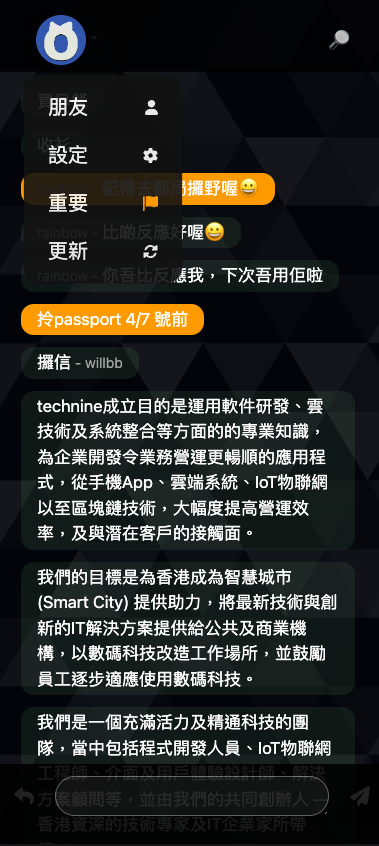 朋友
設定
重要
更新
記得去郵局攞野喔😀
rainbow - 比啲反應好喔😀
rainbow - 你吾比反應我，下次吾用佢啦
拎passport 4/7 號前
攞信 - willbb
technine成立目的是運用軟件研發、雲
技術及系統整合等方面的的專業知識，
為企業開發令業務營運更暢順的應用程
式，從手機App、雲端系統、IoT物聯網
以至區塊鏈技術，大幅度提高營運效
率，及與潛在客戶的接觸面。
我們的目標是為香港成為智慧城市
(Smart City) 提供助力，將最新技術與創
新的IT解決方案提供給公共及商業機
構，以數碼科技改造工作場所，並鼓勵
員工逐步適應使用數碼科技。
我們是一個充滿活力及精通科技的團
隊，當中包括程式開發人員、IoT物聯網
工程師、介面及用戶體驗設計師、解決
方案顧問等，並由我們的共同創辦人 —
香港資深的技術專家及IT企業家所帶